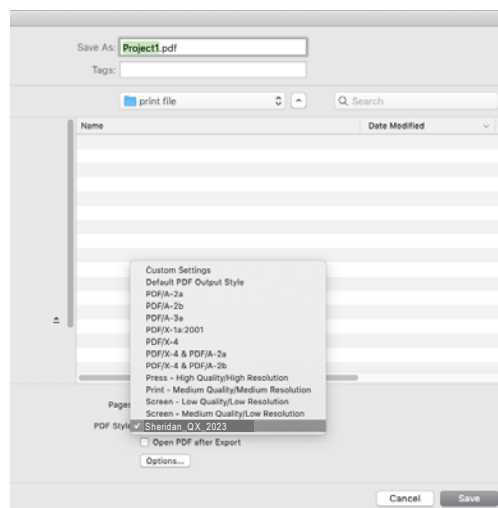 Save As: Project1.pdf
Tags:
print file
Search
Name Date Modified
Custom Settings
Default PDF Output Style
PDF/A-2a
PDF/A-2b
PDF/A-3a
PDF/X-1a:2001
PDF/X-4
PDF/X-4 & PDF/A-2a
PDF/X-4 & PDF/A-2b
Press - High Quality/High Resolution
Print - Medium Quality/Medium Resolution
Screen - Low Quality/Low Resolution
Screen - Medium Quality/Low Resolution
Pages
PDF Style ✓ Sheridan_QX_2023
Open PDF after Export
Options...
Cancel Save